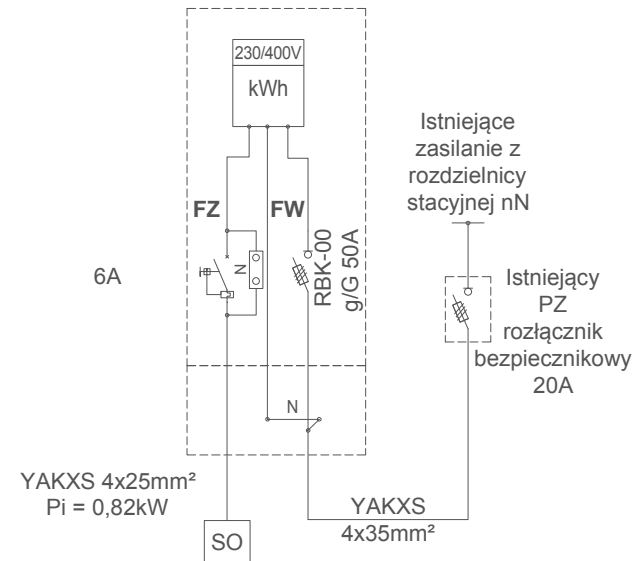 230/400V
kWh
Istniejące
zasilanie z
rozdzielnicy
stacyjnej nN
FZ
FW
RBK-00
g/G 50A
N
6A
Istniejący
PZ
rozłącznik
bezpiecznikowy
20A
N
YAKXS 4x25mm²
Pi = 0,82kW
YAKXS
4x35mm²
SO